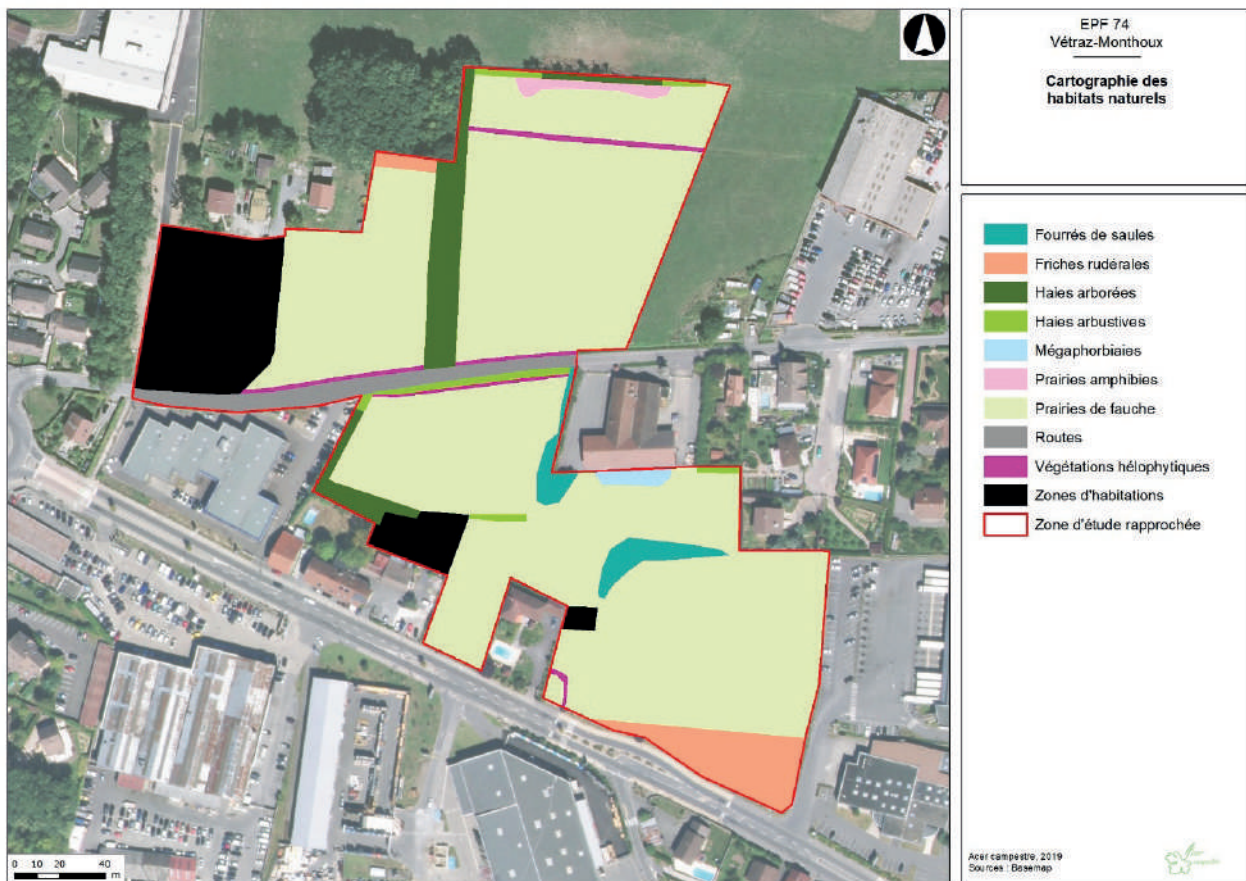 EPF 74
Vétraz-Monthoux
Cartographie des
habitats naturels
Fourrés de saules
Friches rudérales
Haies arborées
Haies arbustives
Mégaphorbiaies
Prairies amphibies
Prairies de fauche
Routes
Végétations hélophytiques
Zones d'habitations
Zone d'étude rapprochée
0 10 20 40
m
Acer campestre, 2019
Sources : Basemap